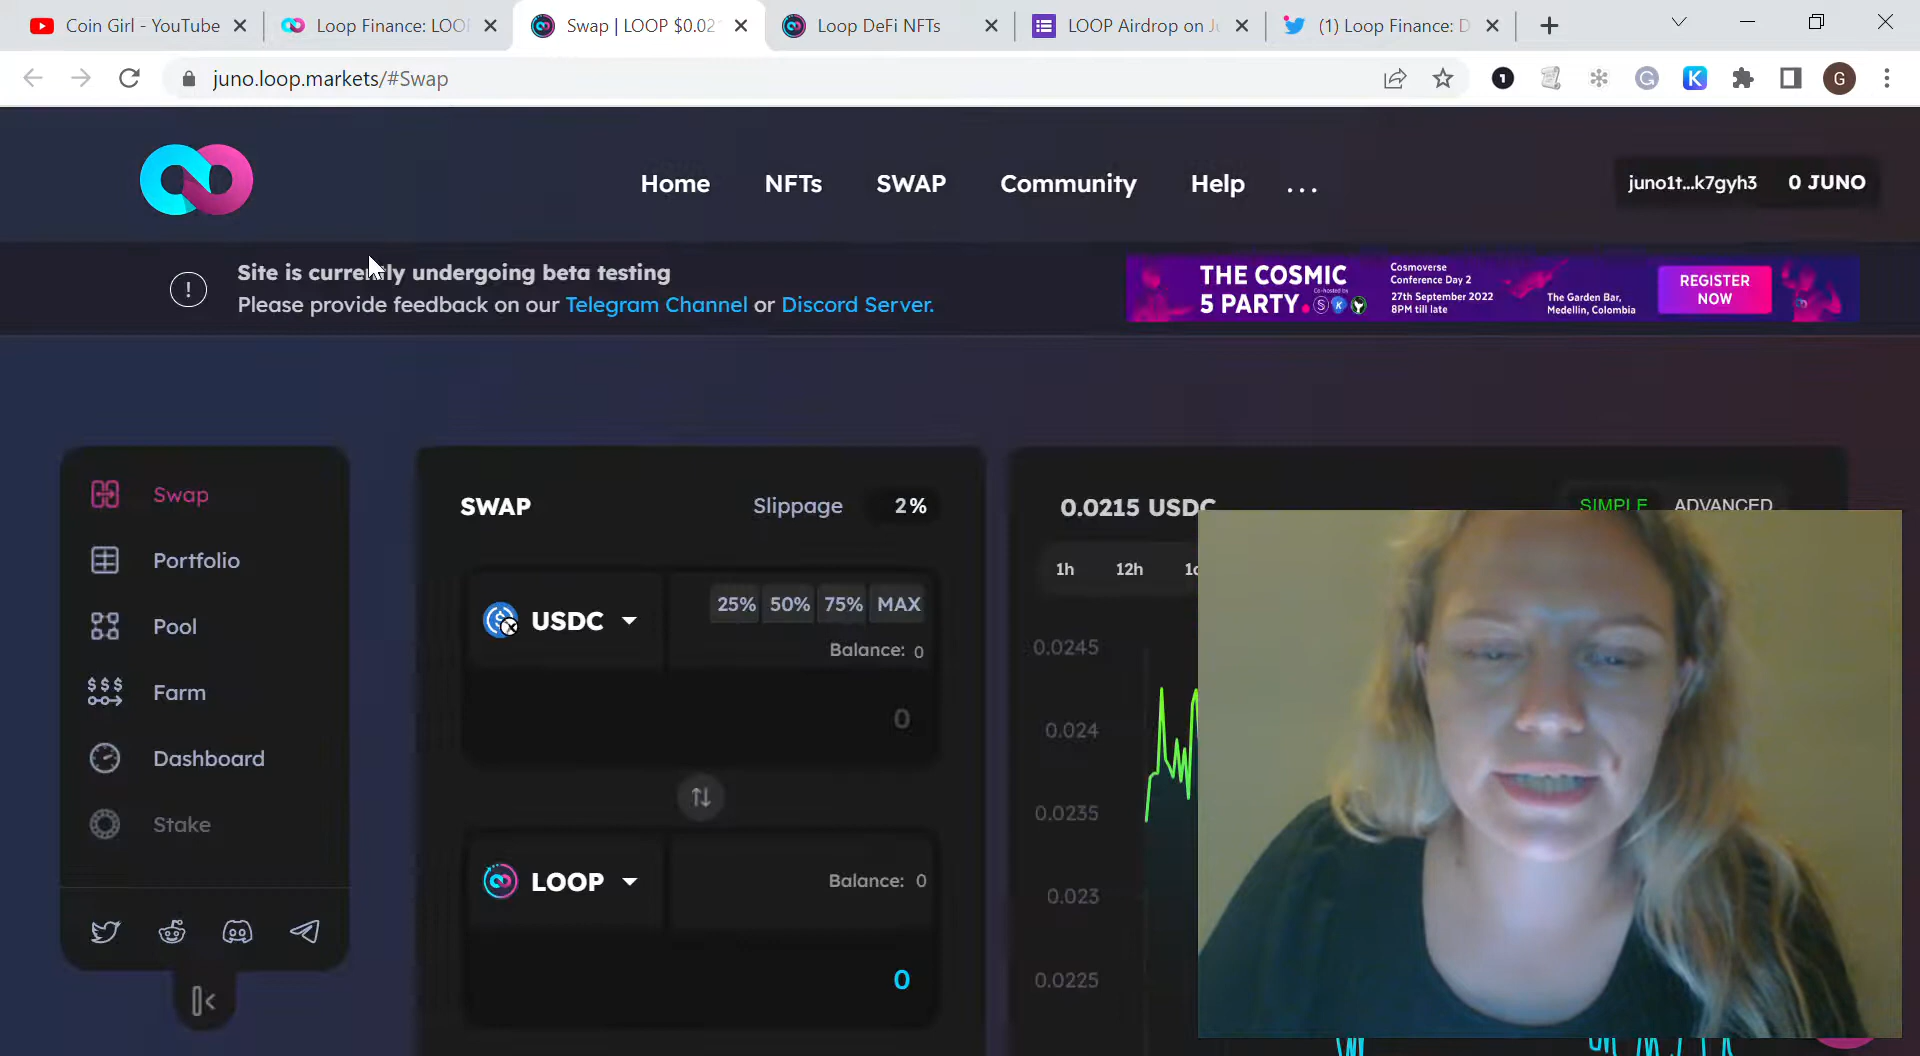 Coin Girl - YouTube
Loop Finance: LOO
Swap | LOOP $0.02
Loop DeFi NFTs
LOOP Airdrop on Ju
(1) Loop Finance: D
juno.loop.markets/#Swap
G
K
G
Home
NFTs
SWAP
Community
Help
...
juno1t...k7gyh3
0 JUNO
Site is currently undergoing beta testing
Please provide feedback on our Telegram Channel or Discord Server.
THE COSMIC
5 PARTY.
Co-hosted by
Cosmoverse
Conference Day 2
27th September 2022
8PM till late
The Garden Bar,
Medellin, Colombia
REGISTER
NOW
Swap
Portfolio
Pool
Farm
Dashboard
Stake
SWAP
Slippage
2%
USDC
25%
50%
75%
MAX
Balance: 0
0
LOOP
Balance: 0
0
0.0215 USDC
SIMPLE
ADVANCED
1h
12h
0.0245
0.024
0.0235
0.023
0.0225